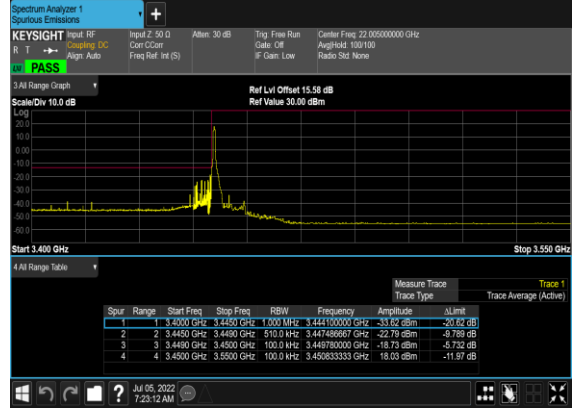 Spectrum Analyzer 1
Spurious Emissions
+
KEYSIGHT Input: RF
R T Coupling: DC
Align: Auto
Input Z: 50 Ω
Corr CCorr
Freq Ref: Int (S)
Atten: 30 dB
Trig: Free Run
Gate: Off
IF Gain: Low
Center Freq: 22.005000000 GHz
Avg|Hold: 100/100
Radio Std: None
PASS
3 All Range Graph
Scale/Div 10.0 dB
Ref Lvl Offset 15.58 dB
Ref Value 30.00 dBm
Log
20.0
10.0
0.00
-10.0
-20.0
-30.0
-40.0
-50.0
-60.0
Start 3.400 GHz
Stop 3.550 GHz
4 All Range Table
Measure Trace Trace 1
Trace Type Trace Average (Active)
Spur Range Start Freq Stop Freq RBW Frequency Amplitude ΔLimit
1 1 3.4000 GHz 3.4450 GHz 1.000 MHz 3.444100000 GHz -33.62 dBm -20.62 dB
2 2 3.4450 GHz 3.4490 GHz 510.0 kHz 3.447486667 GHz -22.79 dBm -9.789 dB
3 3 3.4490 GHz 3.4500 GHz 100.0 kHz 3.449780000 GHz -18.73 dBm -5.732 dB
4 4 3.4500 GHz 3.5500 GHz 100.0 kHz 3.450833333 GHz 18.03 dBm -11.97 dB
?
Jul 05, 2022
7:23:12 AM